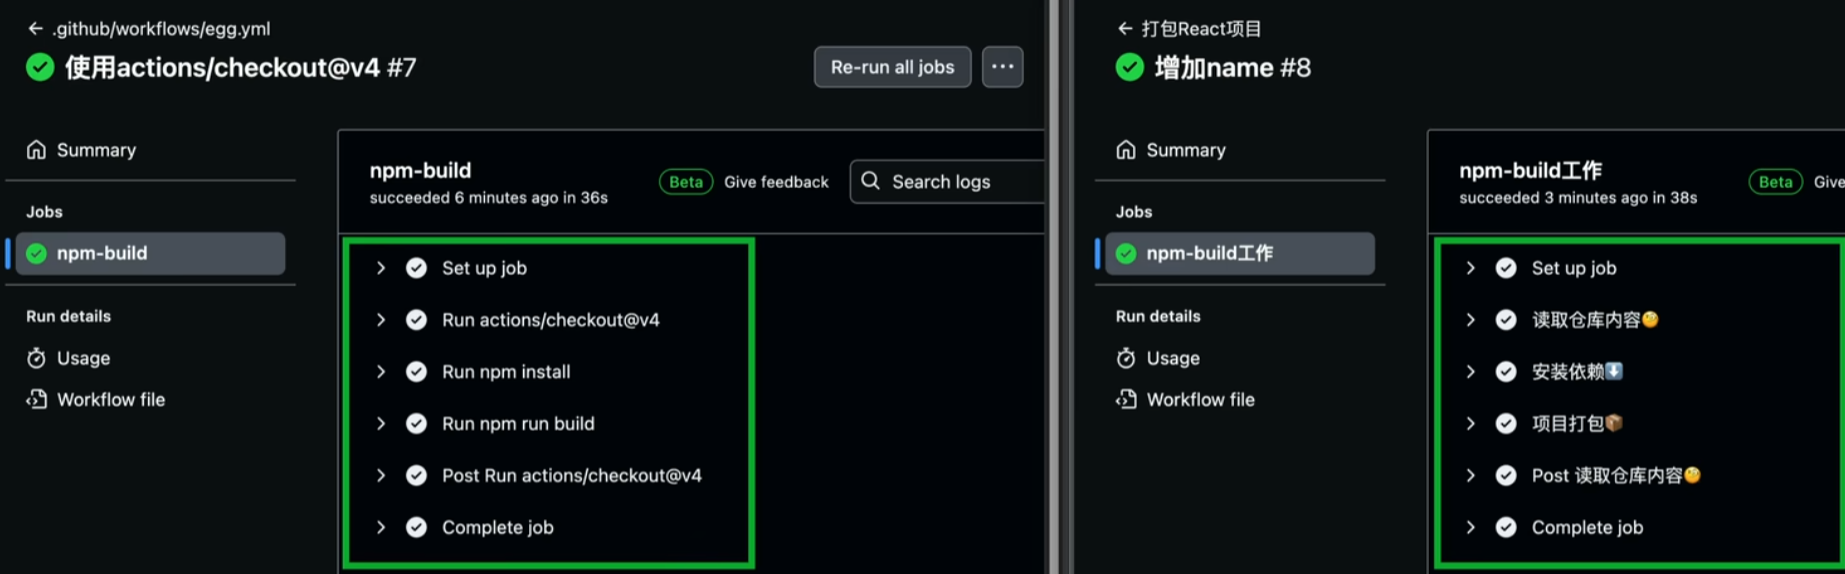 ← .github/workflows/egg.yml
使用actions/checkout@v4 #7
Re-run all jobs
...
Summary
Jobs
npm-build
Run details
Usage
Workflow file
npm-build
succeeded 6 minutes ago in 36s
Beta
Give feedback
Search logs
Set up job
Run actions/checkout@v4
Run npm install
Run npm run build
Post Run actions/checkout@v4
Complete job
← 打包React项目
增加name #8
Summary
Jobs
npm-build工作
Run details
Usage
Workflow file
npm-build工作
succeeded 3 minutes ago in 38s
Beta
Give
Set up job
读取仓库内容🧐
安装依赖⬇️
项目打包📦
Post 读取仓库内容🧐
Complete job